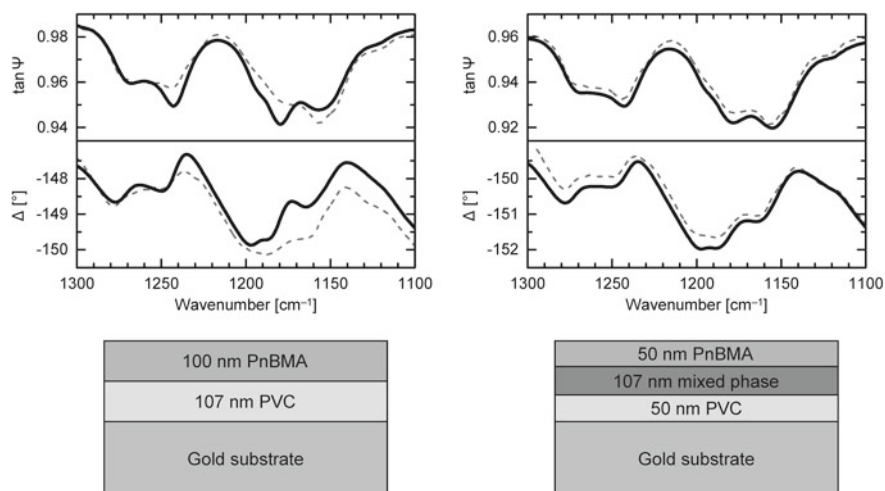 0.98
0.96
0.94
tan Ψ
-148
-149
-150
Δ [°]
1300 1250 1200 1150 1100
Wavenumber [cm⁻¹]
0.96
0.94
0.92
tan Ψ
-150
-151
-152
Δ [°]
1300 1250 1200 1150 1100
Wavenumber [cm⁻¹]
100 nm PnBMA
107 nm PVC
Gold substrate
50 nm PnBMA
107 nm mixed phase
50 nm PVC
Gold substrate